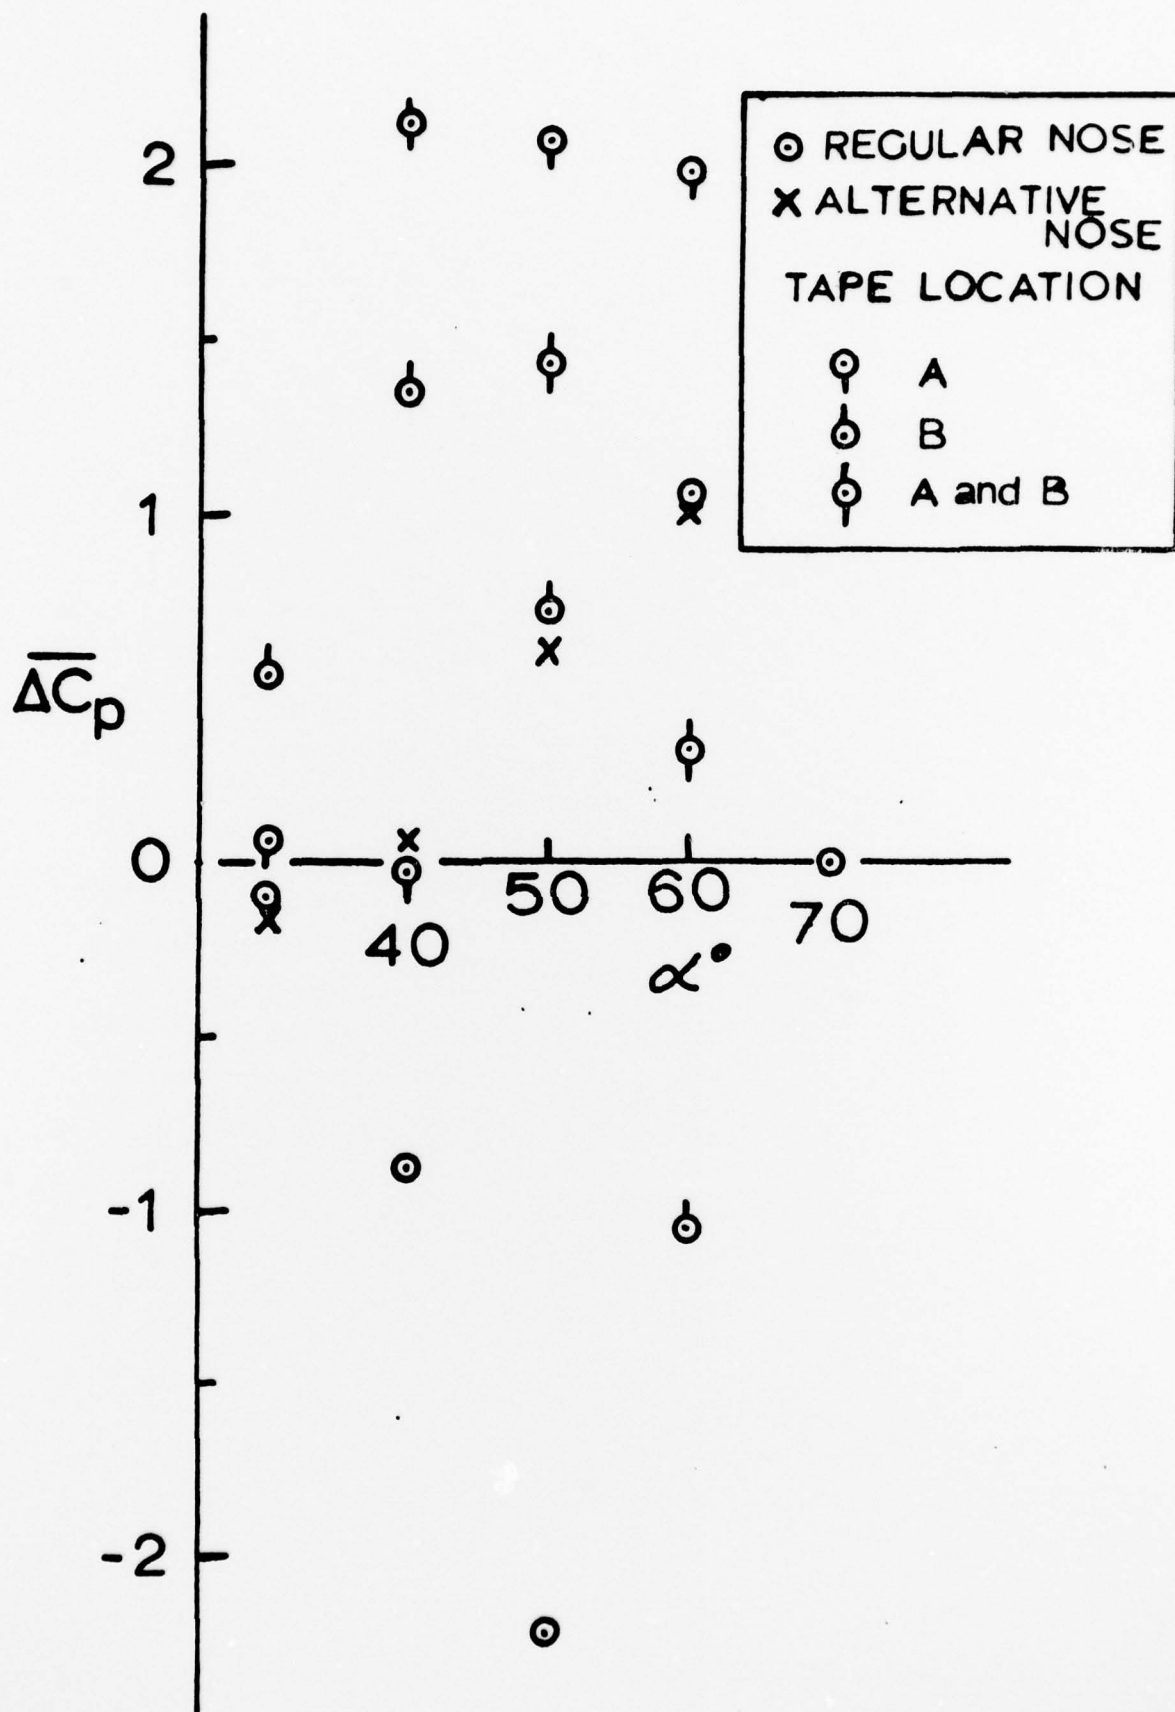 2
1
0
-1
-2
ΔCp
40
50
60
70
α°
⊙ REGULAR NOSE
X ALTERNATIVE
NOSE
TAPE LOCATION
A
B
A and B